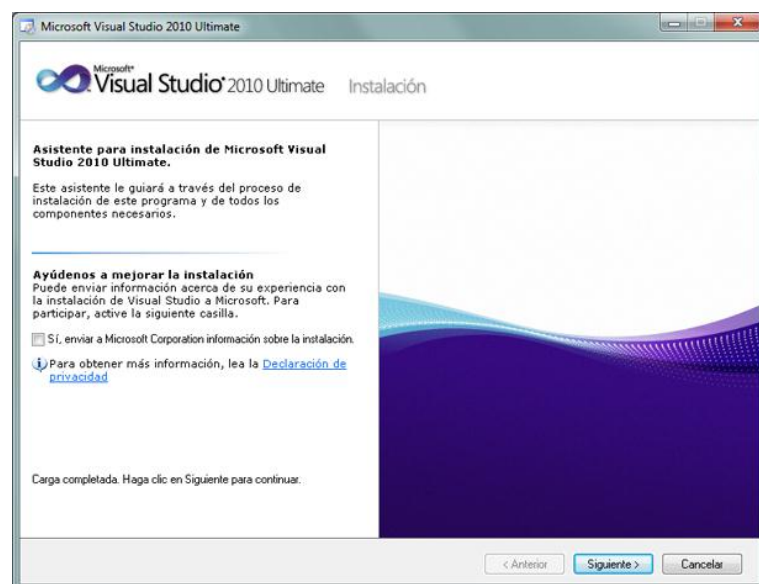 Microsoft Visual Studio 2010 Ultimate
Microsoft®
Visual Studio® 2010 Ultimate Instalación
Asistente para instalación de Microsoft Visual
Studio 2010 Ultimate.
Este asistente le guiará a través del proceso de
instalación de este programa y de todos los
componentes necesarios.
Ayúdenos a mejorar la instalación
Puede enviar información acerca de su experiencia con
la instalación de Visual Studio a Microsoft. Para
participar, active la siguiente casilla.
Sí, enviar a Microsoft Corporation información sobre la instalación.
Para obtener más información, lea la Declaración de
privacidad
Carga completada. Haga clic en Siguiente para continuar.
< Anterior Siguiente > Cancelar